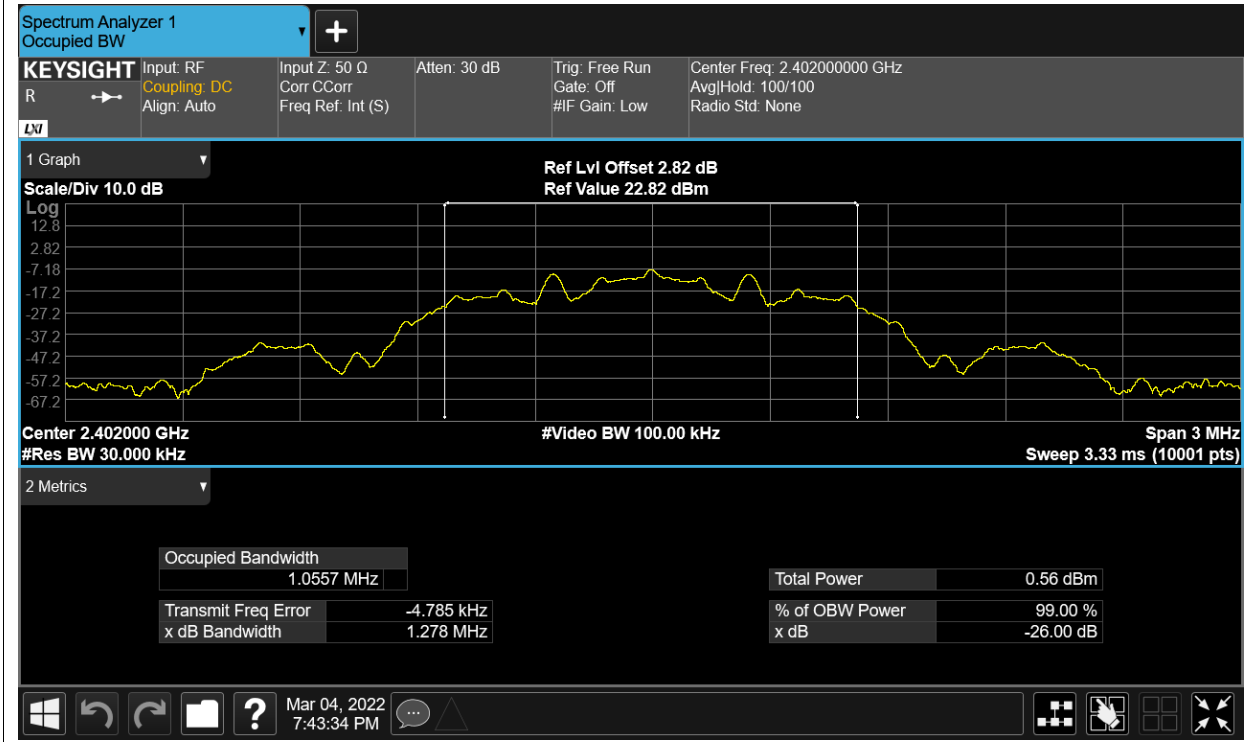 Spectrum Analyzer 1
Occupied BW
KEYSIGHT
R
LXI
Input: RF
Coupling: DC
Align: Auto
Input Z: 50 Ω
Corr CCorr
Freq Ref: Int (S)
Atten: 30 dB
Trig: Free Run
Gate: Off
#IF Gain: Low
Center Freq: 2.402000000 GHz
Avg|Hold: 100/100
Radio Std: None
1 Graph
Scale/Div 10.0 dB
Ref Lvl Offset 2.82 dB
Ref Value 22.82 dBm
Log
12.8
2.82
-7.18
-17.2
-27.2
-37.2
-47.2
-57.2
-67.2
Center 2.402000 GHz
#Res BW 30.000 kHz
#Video BW 100.00 kHz
Span 3 MHz
Sweep 3.33 ms (10001 pts)
2 Metrics
Occupied Bandwidth
1.0557 MHz
Transmit Freq Error -4.785 kHz
x dB Bandwidth 1.278 MHz
Total Power 0.56 dBm
% of OBW Power 99.00 %
x dB -26.00 dB
?
Mar 04, 2022
7:43:34 PM